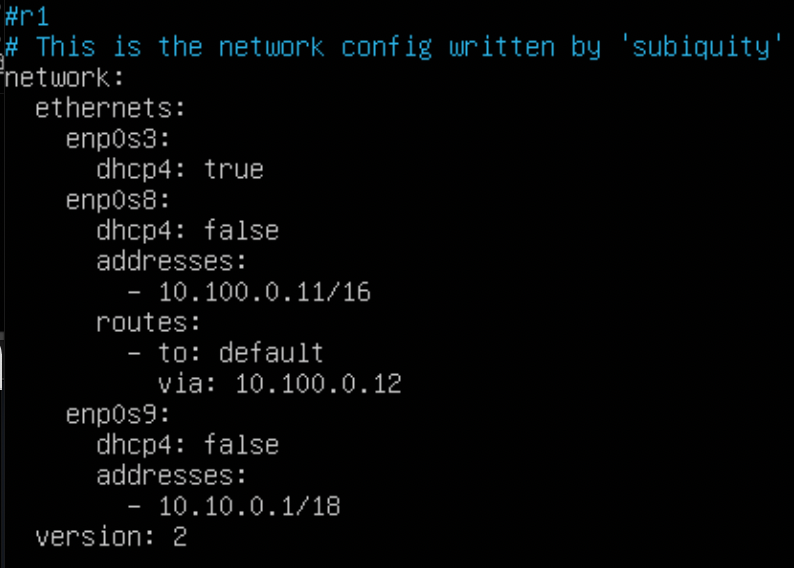 #r1
# This is the network config written by 'subiquity'
network:
  ethernets:
    enp0s3:
      dhcp4: true
    enp0s8:
      dhcp4: false
      addresses:
        - 10.100.0.11/16
      routes:
        - to: default
          via: 10.100.0.12
    enp0s9:
      dhcp4: false
      addresses:
        - 10.10.0.1/18
  version: 2